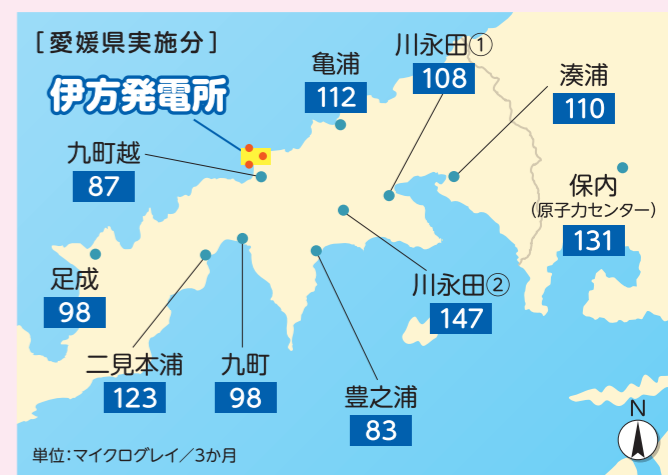 [愛媛県実施分]
伊方発電所
亀浦
112
川永田①
108
湊浦
110
九町越
87
保内
(原子力センター)
131
足成
98
川永田②
147
二見本浦
123
九町
98
豊之浦
83
N
単位:マイクログレイ/3か月